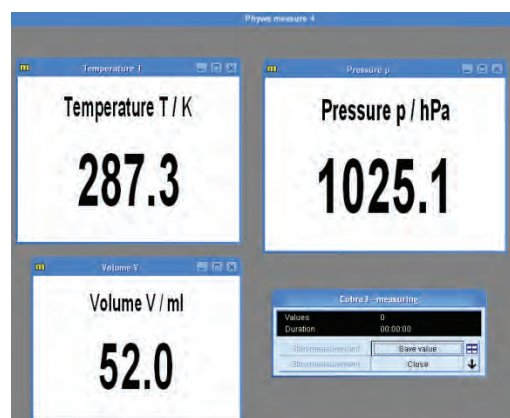 Phywe measure 4
Temperature T
Temperature T / K
287.3
Pressure p
Pressure p / hPa
1025.1
Volume V
Volume V / ml
52.0
Cobra3 - measuring
Values 0
Duration 00:00:00
Save value
Close